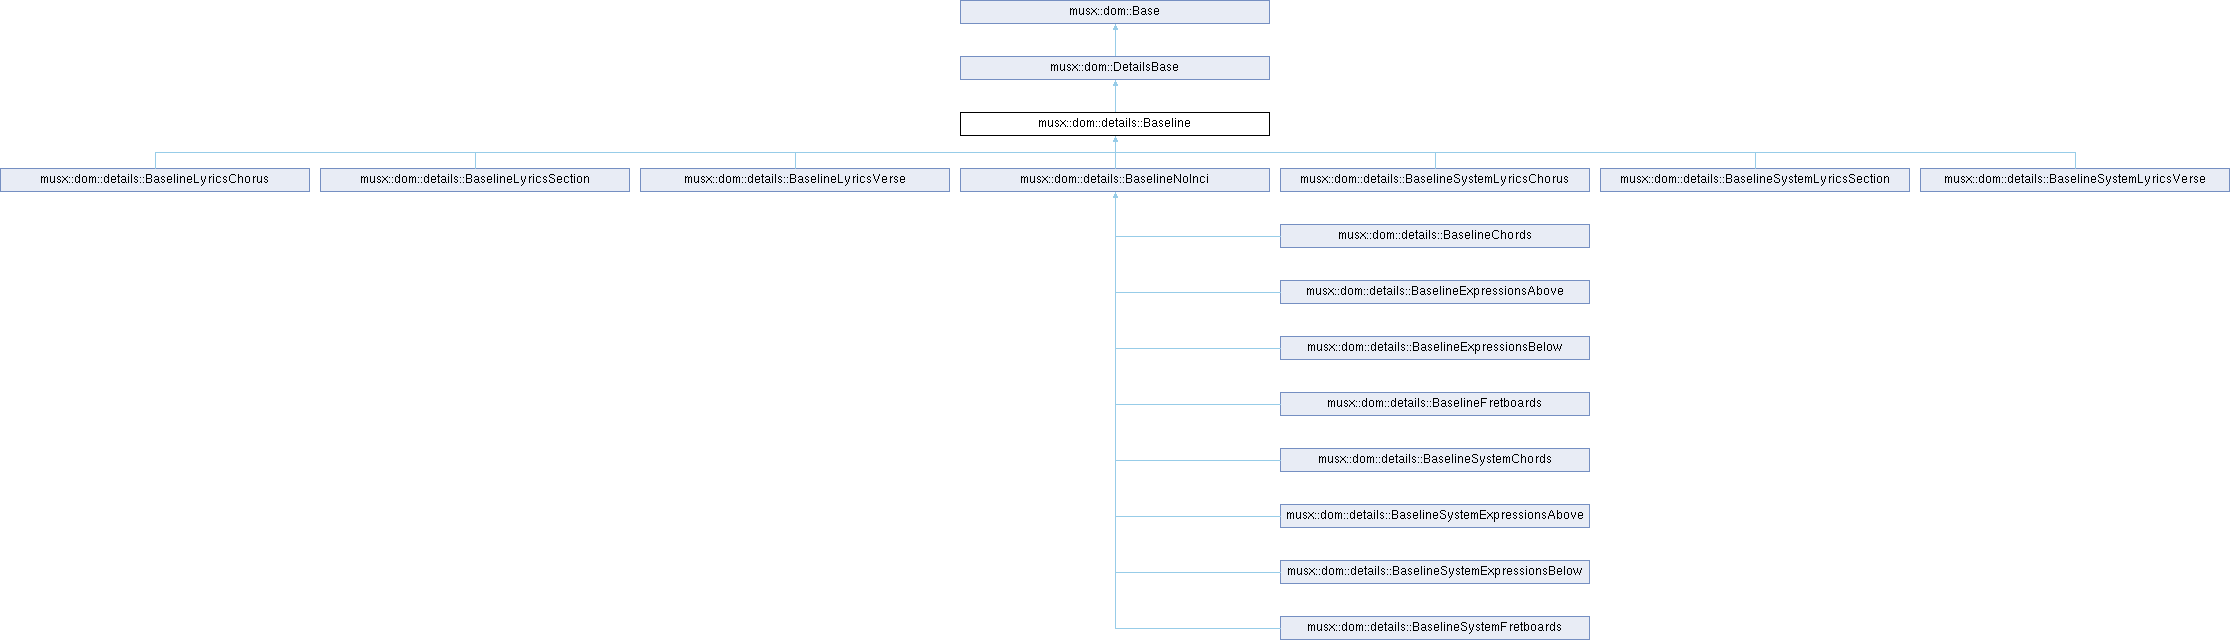 musx::dom::Base
musx::dom::DetailsBase
musx::dom::details::Baseline
musx::dom::details::BaselineLyricsChorus
musx::dom::details::BaselineLyricsSection
musx::dom::details::BaselineLyricsVerse
musx::dom::details::BaselineNoInci
musx::dom::details::BaselineSystemLyricsChorus
musx::dom::details::BaselineSystemLyricsSection
musx::dom::details::BaselineSystemLyricsVerse
musx::dom::details::BaselineChords
musx::dom::details::BaselineExpressionsAbove
musx::dom::details::BaselineExpressionsBelow
musx::dom::details::BaselineFretboards
musx::dom::details::BaselineSystemChords
musx::dom::details::BaselineSystemExpressionsAbove
musx::dom::details::BaselineSystemExpressionsBelow
musx::dom::details::BaselineSystemFretboards